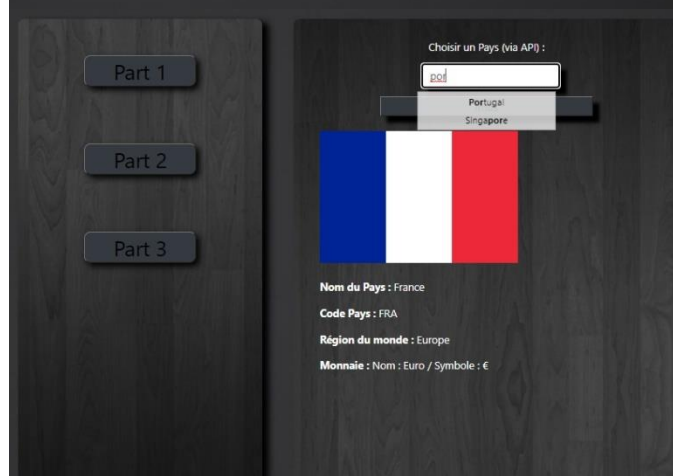 Part 1
Part 2
Part 3
Choisir un Pays (via API) :
por
Portugal
Singapore
Nom du Pays : France
Code Pays : FRA
Région du monde : Europe
Monnaie : Nom : Euro / Symbole : €